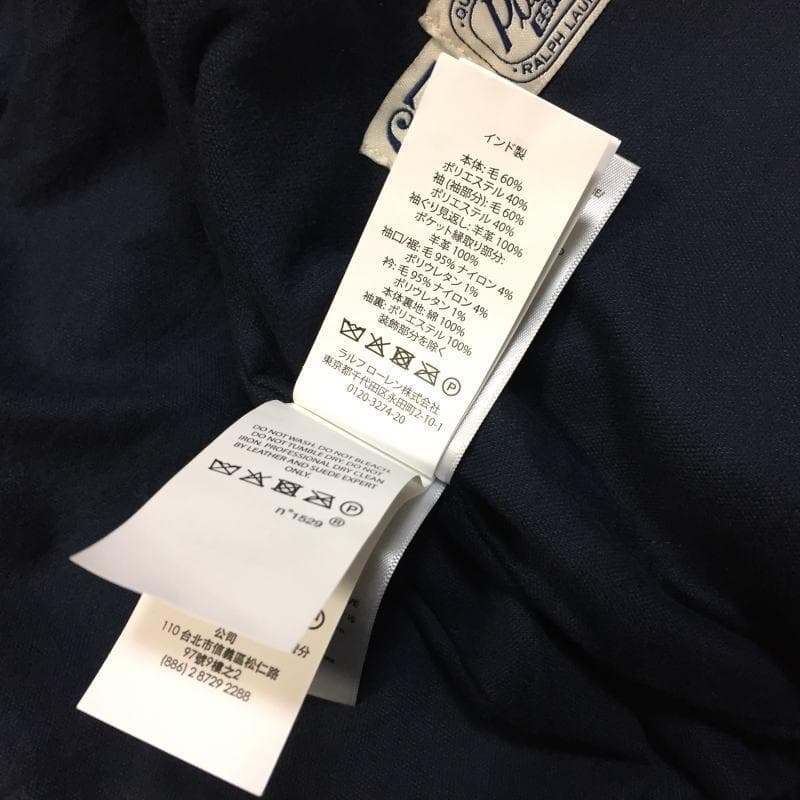 RALPH LAU
インド製
本体: 毛 60%
ポリエステル 40%
袖 (袖部分): 毛 60%
ポリエステル 40%
袖ぐり見返し: 羊革 100%
ポケット縁取り部分:
羊革 100%
袖口/裾: 毛 95% ナイロン 4%
ポリウレタン 1%
衿: 毛 95% ナイロン 4%
ポリウレタン 1%
本体裏地: 綿 100%
袖裏: ポリエステル 100%
装飾部分を除く
P
ラルフ ローレン株式会社
東京都千代田区永田町2-10-1
0120-3274-20
DO NOT WASH. DO NOT BLEACH.
DO NOT TUMBLE DRY. DO NOT
IRON. PROFESSIONAL DRY CLEAN
BY LEATHER AND SUEDE EXPERT
ONLY.
P
n°1529 ®
公司
110 台北市信義區松仁路
97號9樓之2
(886) 2 8729 2288